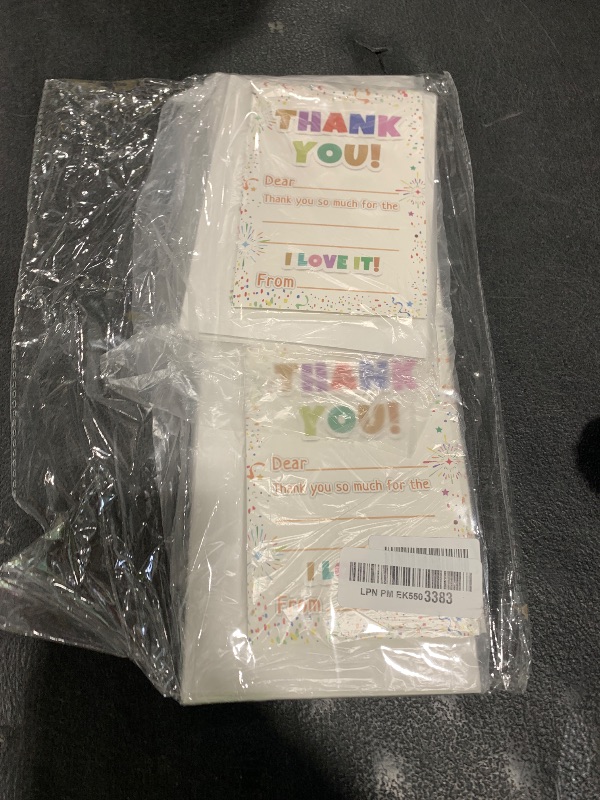 THANK
YOU!
Dear
Thank you so much for the
I LOVE IT!
From
THANK
YOU!
Dear
Thank you so much for the
I L
From
LPN PM EK550 3383